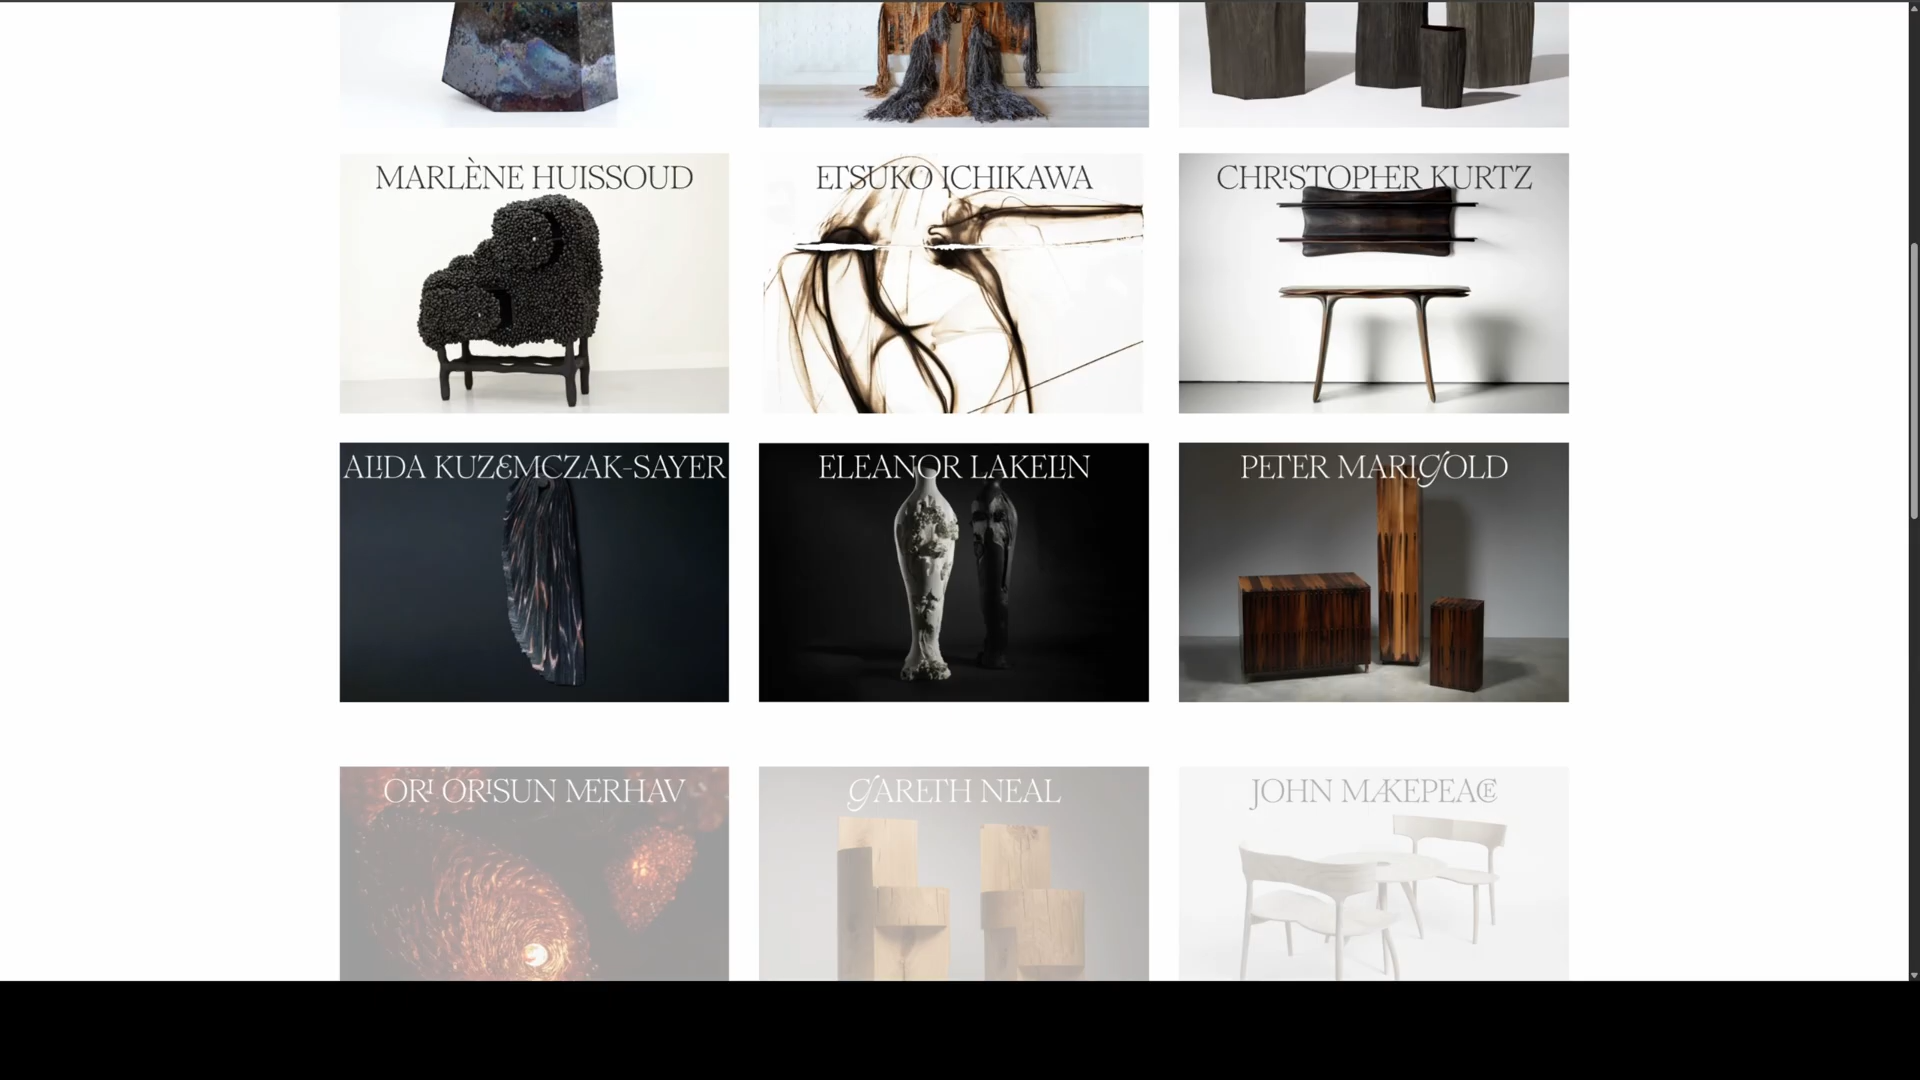 MARLÈNE HUISSOUD
ETSUKO ICHIKAWA
CHRISTOPHER KURTZ
ALIDA KUZEMCZAK-SAYER
ELEANOR LAKELIN
PETER MARIGOLD
ORI ORISUN MERHAV
GARETH NEAL
JOHN MAKEPEACE